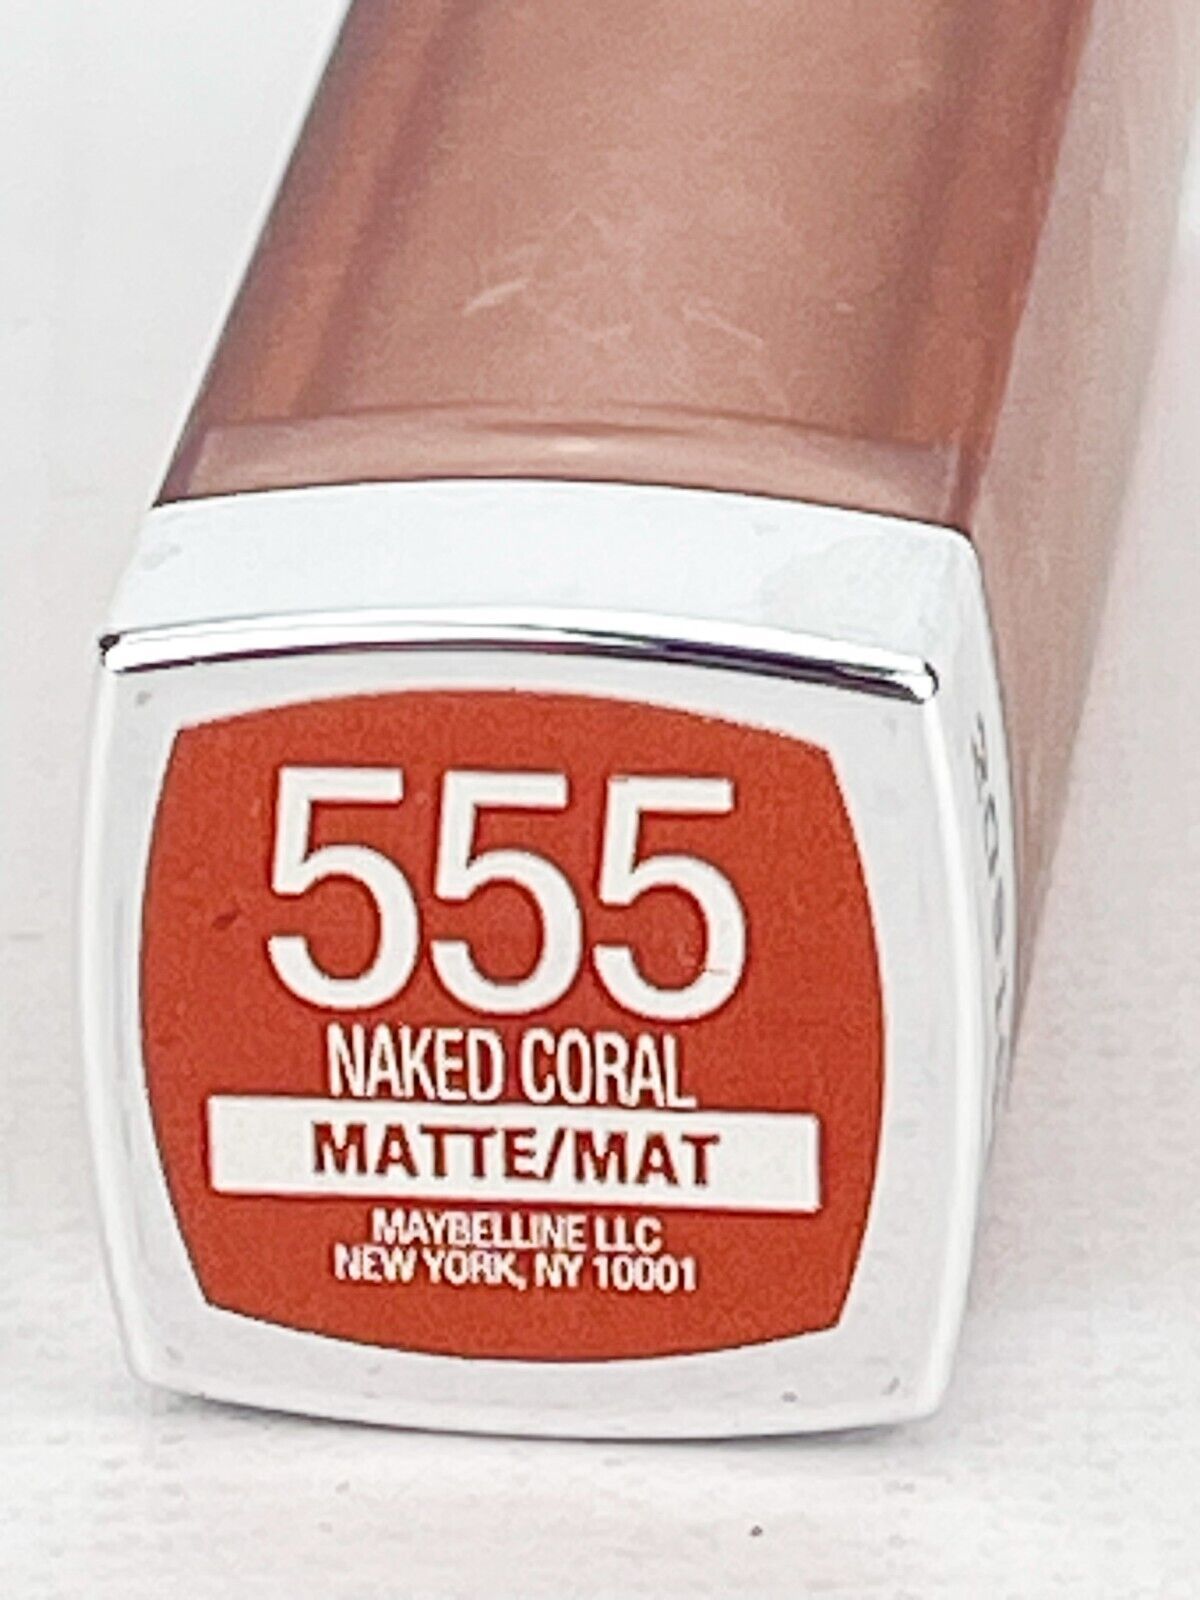 555
NAKED CORAL
MATTE/MAT
MAYBELLINE LLC
NEW YORK, NY 10001